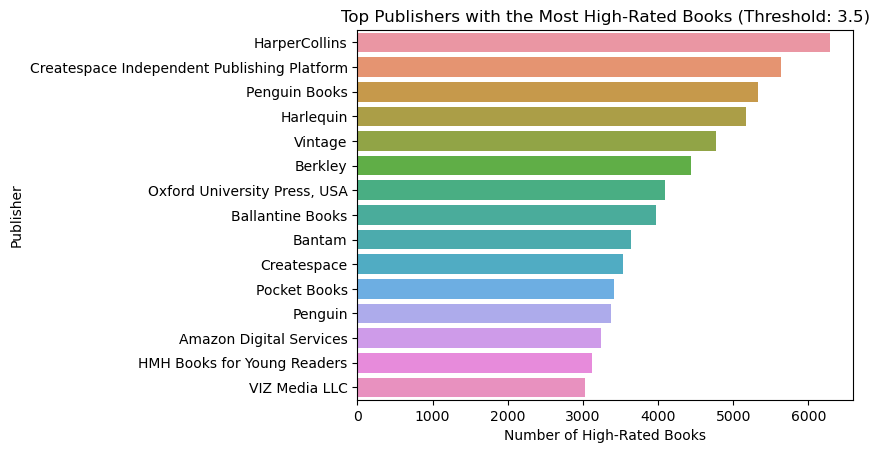 Top Publishers with the Most High-Rated Books (Threshold: 3.5)
HarperCollins
Createspace Independent Publishing Platform
Penguin Books
Harlequin
Vintage
Berkley
Oxford University Press, USA
Ballantine Books
Bantam
Createspace
Pocket Books
Penguin
Amazon Digital Services
HMH Books for Young Readers
VIZ Media LLC
Publisher
0 1000 2000 3000 4000 5000 6000
Number of High-Rated Books